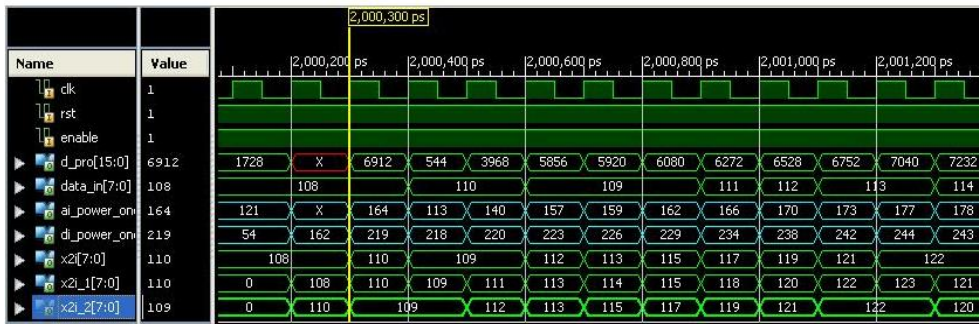 2,000,300 ps
Name Value 2,000,200 ps 2,000,400 ps 2,000,600 ps 2,000,800 ps 2,001,000 ps 2,001,200 ps
clk 1
rst 1
enable 1
d_pro[15:0] 6912 1728 X 6912 544 3968 5856 5920 6080 6272 6528 6752 7040 7232
data_in[7:0] 108 108 110 109 111 112 113 114
ai_power_on 164 121 X 164 113 140 157 159 162 166 170 173 177 178
di_power_on 219 54 162 219 218 220 223 226 229 234 238 242 244 243
x2i[7:0] 110 108 110 109 112 113 115 117 119 121 122
x2i_1[7:0] 110 0 108 110 109 111 113 114 115 118 120 122 123 121
x2i_2[7:0] 109 0 110 109 112 113 115 117 119 121 122 120